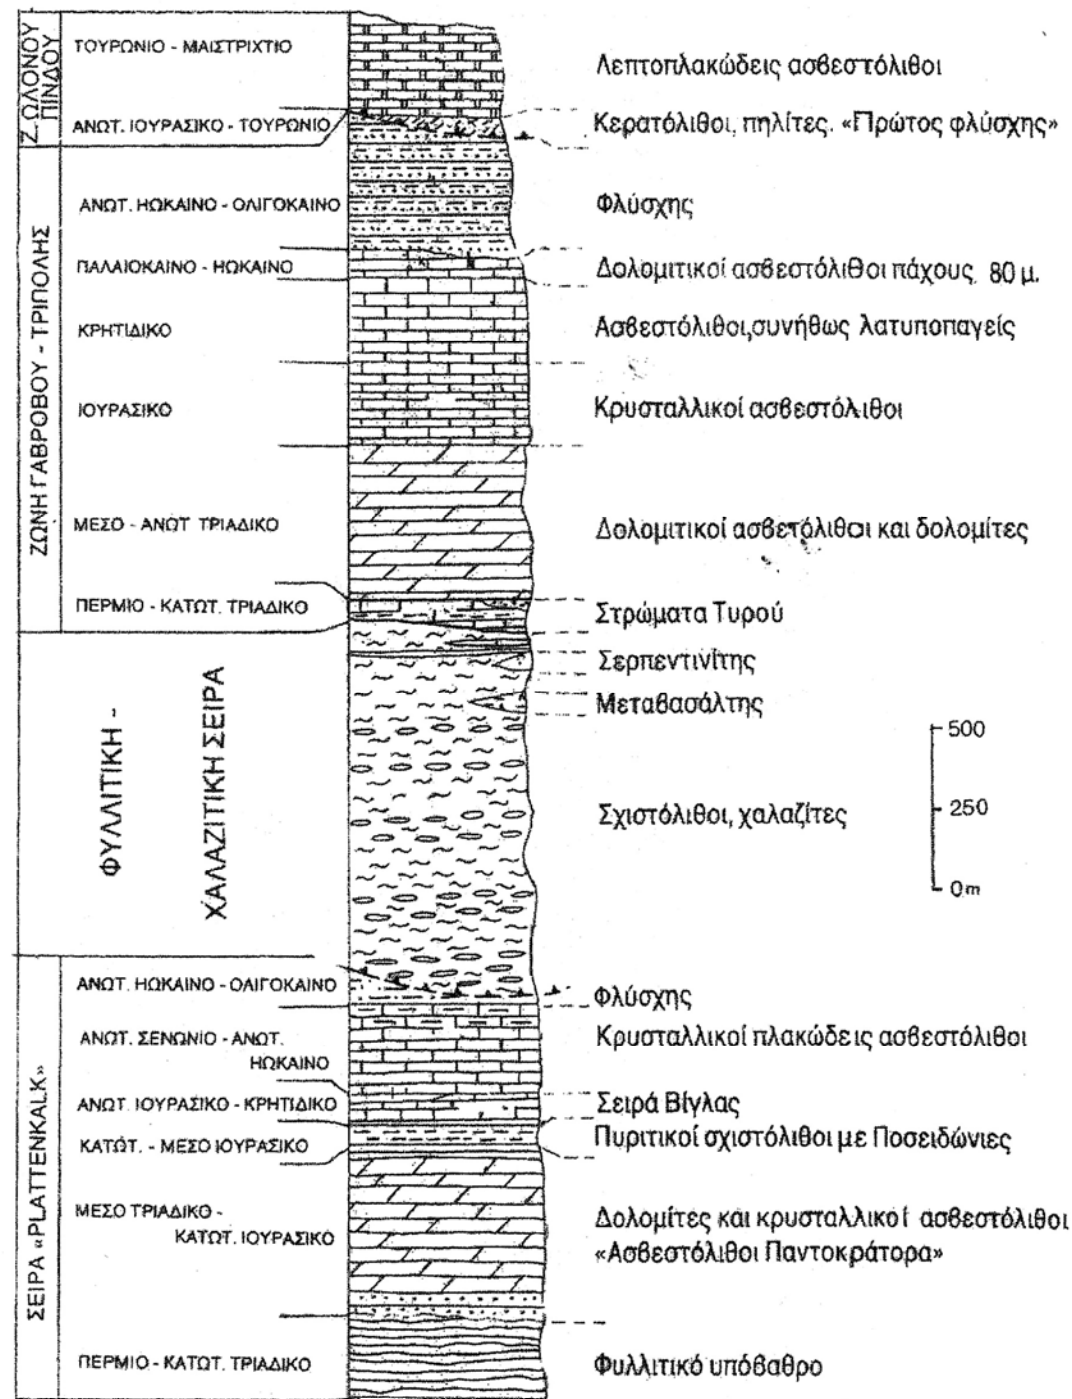 Ζ. ΩΛΟΝΟΥ -
ΠΙΝΔΟΥ
ΤΟΥΡΩΝΙΟ - ΜΑΙΣΤΡΙΧΤΙΟ
Λεπτοπλακώδεις ασβεστόλιθοι
ΑΝΩΤ. ΙΟΥΡΑΣΙΚΟ - ΤΟΥΡΩΝΙΟ
Κερατόλιθοι, πηλίτες. «Πρώτος φλύσχης»
ΖΩΝΗ ΓΑΒΡΟΒΟΥ - ΤΡΙΠΟΛΗΣ
ΑΝΩΤ. ΗΩΚΑΙΝΟ - ΟΛΙΓΟΚΑΙΝΟ
Φλύσχης
ΠΑΛΑΙΟΚΑΙΝΟ - ΗΩΚΑΙΝΟ
Δολομιτικοί ασβεστόλιθοι πάχους 80 μ.
ΚΡΗΤΙΔΙΚΟ
Ασβεστόλιθοι,συνήθως λατυποπαγείς
ΙΟΥΡΑΣΙΚΟ
Κρυσταλλικοί ασβεστόλιθοι
ΜΕΣΟ - ΑΝΩΤ ΤΡΙΑΔΙΚΟ
Δολομιτικοί ασβετόλιθοι και δολομίτες
ΠΕΡΜΙΟ - ΚΑΤΩΤ. ΤΡΙΑΔΙΚΟ
Στρώματα Τυρού
ΦΥΛΛΙΤΙΚΗ -
ΧΑΛΑΖΙΤΙΚΗ ΣΕΙΡΑ
Σερπεντινίτης
Μεταβασάλτης
Σχιστόλιθοι, χαλαζίτες
500
250
0m
ΣΕΙΡΑ «PLATTENKALK»
ΑΝΩΤ. ΗΩΚΑΙΝΟ - ΟΛΙΓΟΚΑΙΝΟ
Φλύσχης
ΑΝΩΤ. ΣΕΝΩΝΙΟ - ΑΝΩΤ.
ΗΩΚΑΙΝΟ
Κρυσταλλικοί πλακώδεις ασβεστόλιθοι
ΑΝΩΤ. ΙΟΥΡΑΣΙΚΟ - ΚΡΗΤΙΔΙΚΟ
Σειρά Βίγλας
ΚΑΤΩΤ. - ΜΕΣΟ ΙΟΥΡΑΣΙΚΟ
Πυριτικοί σχιστόλιθοι με Ποσειδώνιες
ΜΕΣΟ ΤΡΙΑΔΙΚΟ -
ΚΑΤΩΤ. ΙΟΥΡΑΣΙΚΟ
Δολομίτες και κρυσταλλικοί ασβεστόλιθοι
«Ασβεστόλιθοι Παντοκράτορα»
ΠΕΡΜΙΟ - ΚΑΤΩΤ. ΤΡΙΑΔΙΚΟ
Φυλλιτικό υπόβαθρο